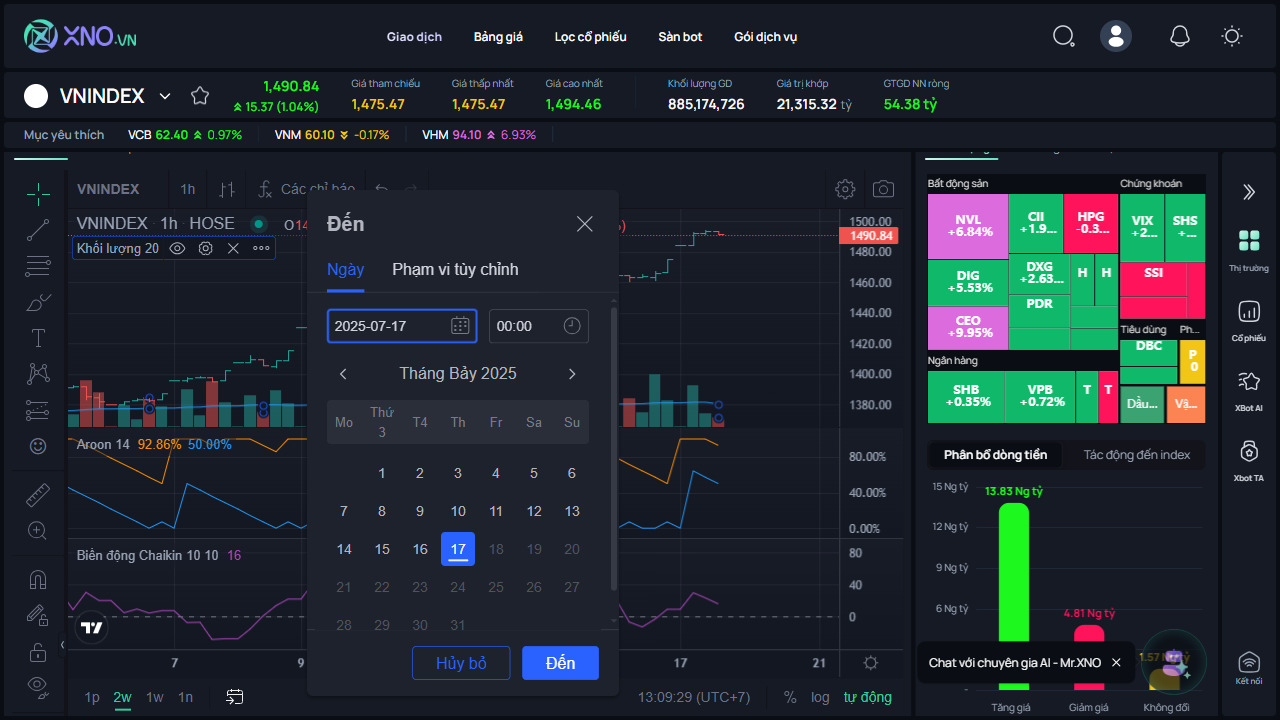 XNO.VN
Giao dịch
Bảng giá
Lọc cổ phiếu
Sàn bot
Gói dịch vụ
VNINDEX
1,490.84
15.37 (1.04%)
Giá tham chiếu
1,475.47
Giá thấp nhất
1,475.47
Giá cao nhất
1,494.46
Khối lượng GD
885,174,726
Giá trị khớp
21,315.32 tỷ
GTGD NN ròng
54.38 tỷ
Mục yêu thích
VCB 62.40 0.97%
VNM 60.10 -0.17%
VHM 94.10 6.93%
VNINDEX
1h
Các chỉ báo
VNINDEX · 1h · HOSE
Khối lượng 20
Aroon 14 92.86% 50.00%
Biến động Chaikin 10 10 16
Đến
Ngày
Phạm vi tùy chỉnh
2025-07-17
00:00
Tháng Bảy 2025
Mo Thứ 3 T4 Th Fr Sa Su
1 2 3 4 5 6
7 8 9 10 11 12 13
14 15 16 17 18 19 20
21 22 23 24 25 26 27
28 29 30 31
Hủy bỏ
Đến
1500.00
1490.84
1480.00
1460.00
1440.00
1420.00
1400.00
1380.00
80.00%
40.00%
0.00%
80
40
0
7
9
17
21
1p 2w 1w 1n
13:09:29 (UTC+7)
% log tự động
Bất động sản
NVL
+6.84%
CII
+1.9...
HPG
-0.3...
DIG
+5.53%
DXG
+2.63...
H
H
CEO
+9.95%
PDR
Chứng khoán
VIX
+2...
SHS
+...
SSI
Tiêu dùng
DBC
Ph...
P
0
Ngân hàng
SHB
+0.35%
VPB
+0.72%
T
T
Dầu...
Vậ...
Phân bổ dòng tiền
Tác động đến index
15 Ng tỷ
12 Ng tỷ
9 Ng tỷ
6 Ng tỷ
13.83 Ng tỷ
4.81 Ng tỷ
Tăng giá
Giảm giá
Không đổi
Chat với chuyên gia AI - Mr.XNO
Thị trường
Cổ phiếu
XBot AI
Xbot TA
Kết nối